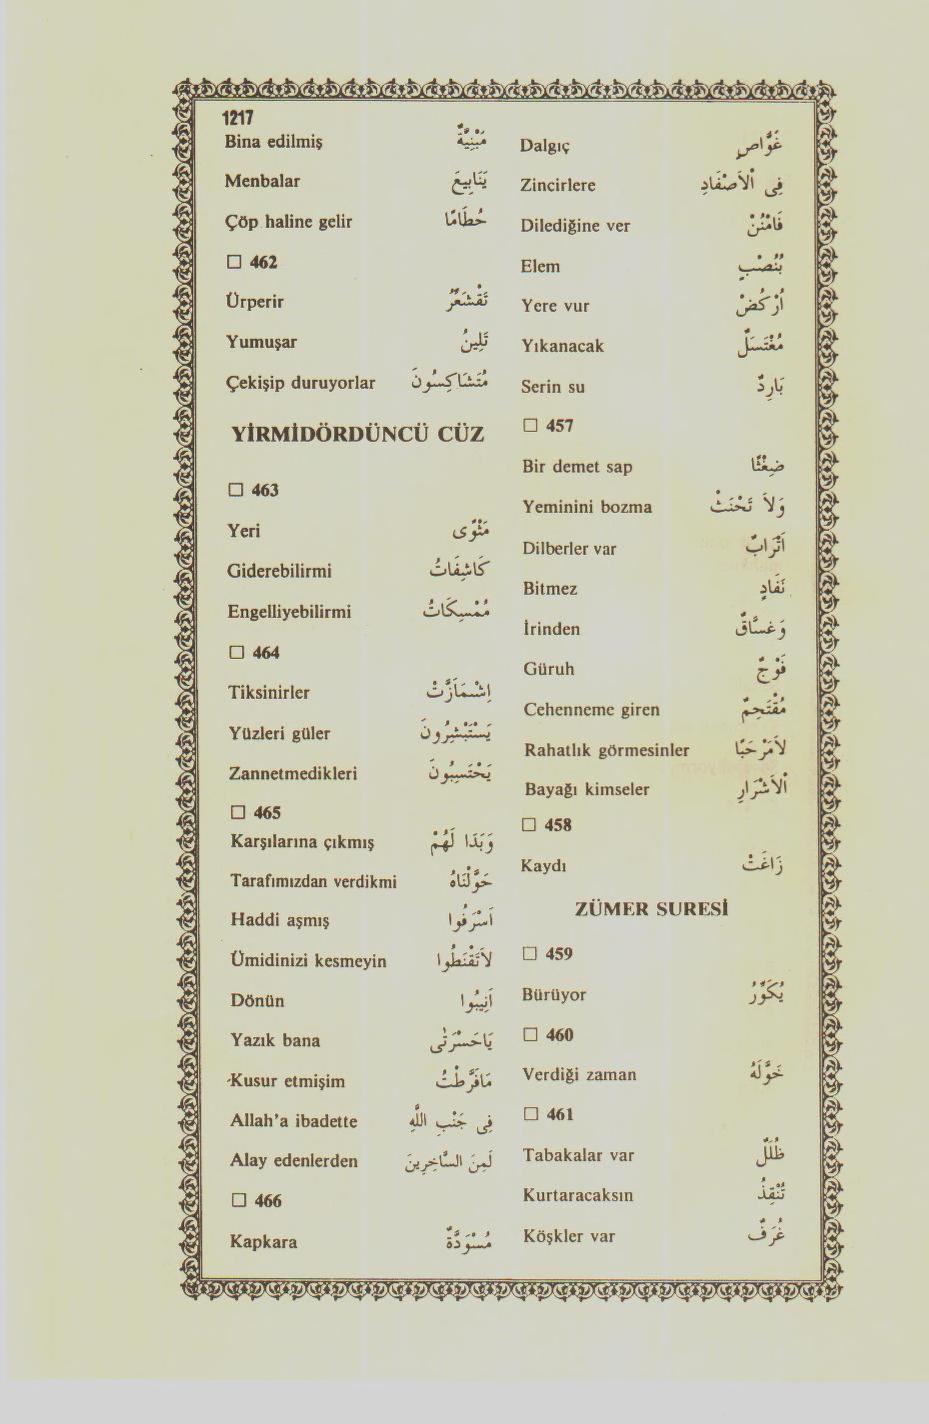 1217
Dalgıç غَوَّاصٍ
Zincirlere فِى اْلاَصْفَادِ
Dilediğine ver فَامْنُنْ
Elem بِنُصْبٍ
Yere vur اُرْكُضْ
Yıkanacak مُغْتَسَلٌ
Serin su بَارِدٌ
□ 457
Bir demet sap ضِغْثًا
Yeminini bozma وَلاَ تَحْنَثْ
Dilberler var اَتْرَابٌ
Bitmez نَفَادٍ
İrinden وَغَسَّاقٌ
Güruh فَوْجٌ
Cehenneme giren مُقْتَحِمٌ
Rahatlık görmesinler لاَمَرْحَبًا
Bayağı kimseler اْلاَشْرَارِ
□ 458
Kaydı زَاغَتْ
ZÜMER SURESİ
□ 459
Bürüyor يُكَوِّرُ
□ 460
Verdiği zaman خَوَّلَهُ
□ 461
Tabakalar var ظُلَلٌ
Kurtaracaksın تُنْقِذُ
Köşkler var غُرَفٌ
Bina edilmiş مَبْنِيَّةٌ
Menbalar يَنَابِيعَ
Çöp haline gelir حُطَامًا
□ 462
Ürperir تَقْشَعِرُّ
Yumuşar تَلِينُ
Çekişip duruyorlar مُتَشَاكِسُونَ
YİRMİDÖRDÜNCÜ CÜZ
□ 463
Yeri مَثْوًى
Giderebilirmi كَاشِفَاتُ
Engelliyebilirmi مُمْسِكَاتُ
□ 464
Tiksinirler اِشْمَاَزَّتْ
Yüzleri güler يَسْتَبْشِرُونَ
Zannetmedikleri يَحْتَسِبُونَ
□ 465
Karşılarına çıkmış وَبَدَا لَهُمْ
Tarafımızdan verdikmi خَوَّلْنَاهُ
Haddi aşmış اَسْرَفُوا
Ümidinizi kesmeyin لاَتَقْنَطُوا
Dönün اَنِيبُوا
Yazık bana يَاحَسْرَتٰى
Kusur etmişim مَافَرَّطْتُ
Allah'a ibadette فِى جَنْبِ اللّٰهِ
Alay edenlerden لَمِنَ السَّاخِرِينَ
□ 466
Kapkara مُسْوَدَّةٌ